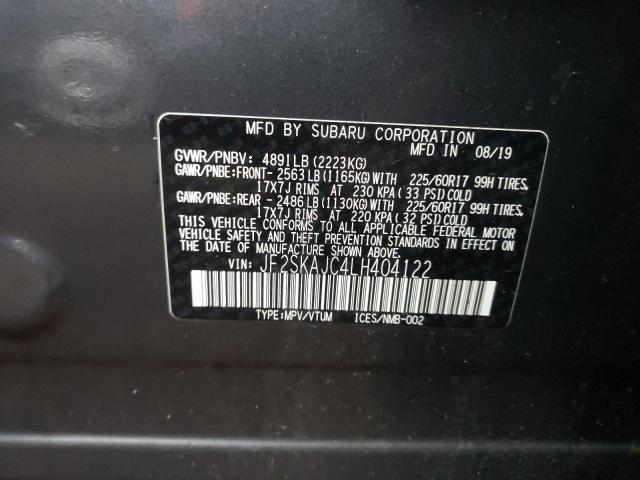 MFD BY SUBARU CORPORATION
MFD IN 08/19
GVWR/PNBV: 4891LB (2223KG)
GAWR/PNBE:FRONT- 2563LB(1165KG)WITH 225/60R17 99H TIRES,
17X7J RIMS AT 230 KPA(33 PSI)COLD
GAWR/PNBE:REAR - 2486LB(1130KG)WITH 225/60R17 99H TIRES,
17X7J RIMS AT 220 KPA(32 PSI)COLD
THIS VEHICLE CONFORMS TO ALL APPLICABLE FEDERAL MOTOR
VEHICLE SAFETY AND THEFT PREVENTION STANDARDS IN EFFECT ON
THE DATE OF MANUFACTURE SHOWN ABOVE.
VIN: JF2SKAJC4LH404122
TYPE:MPV/VTUM ICES/NMB-002